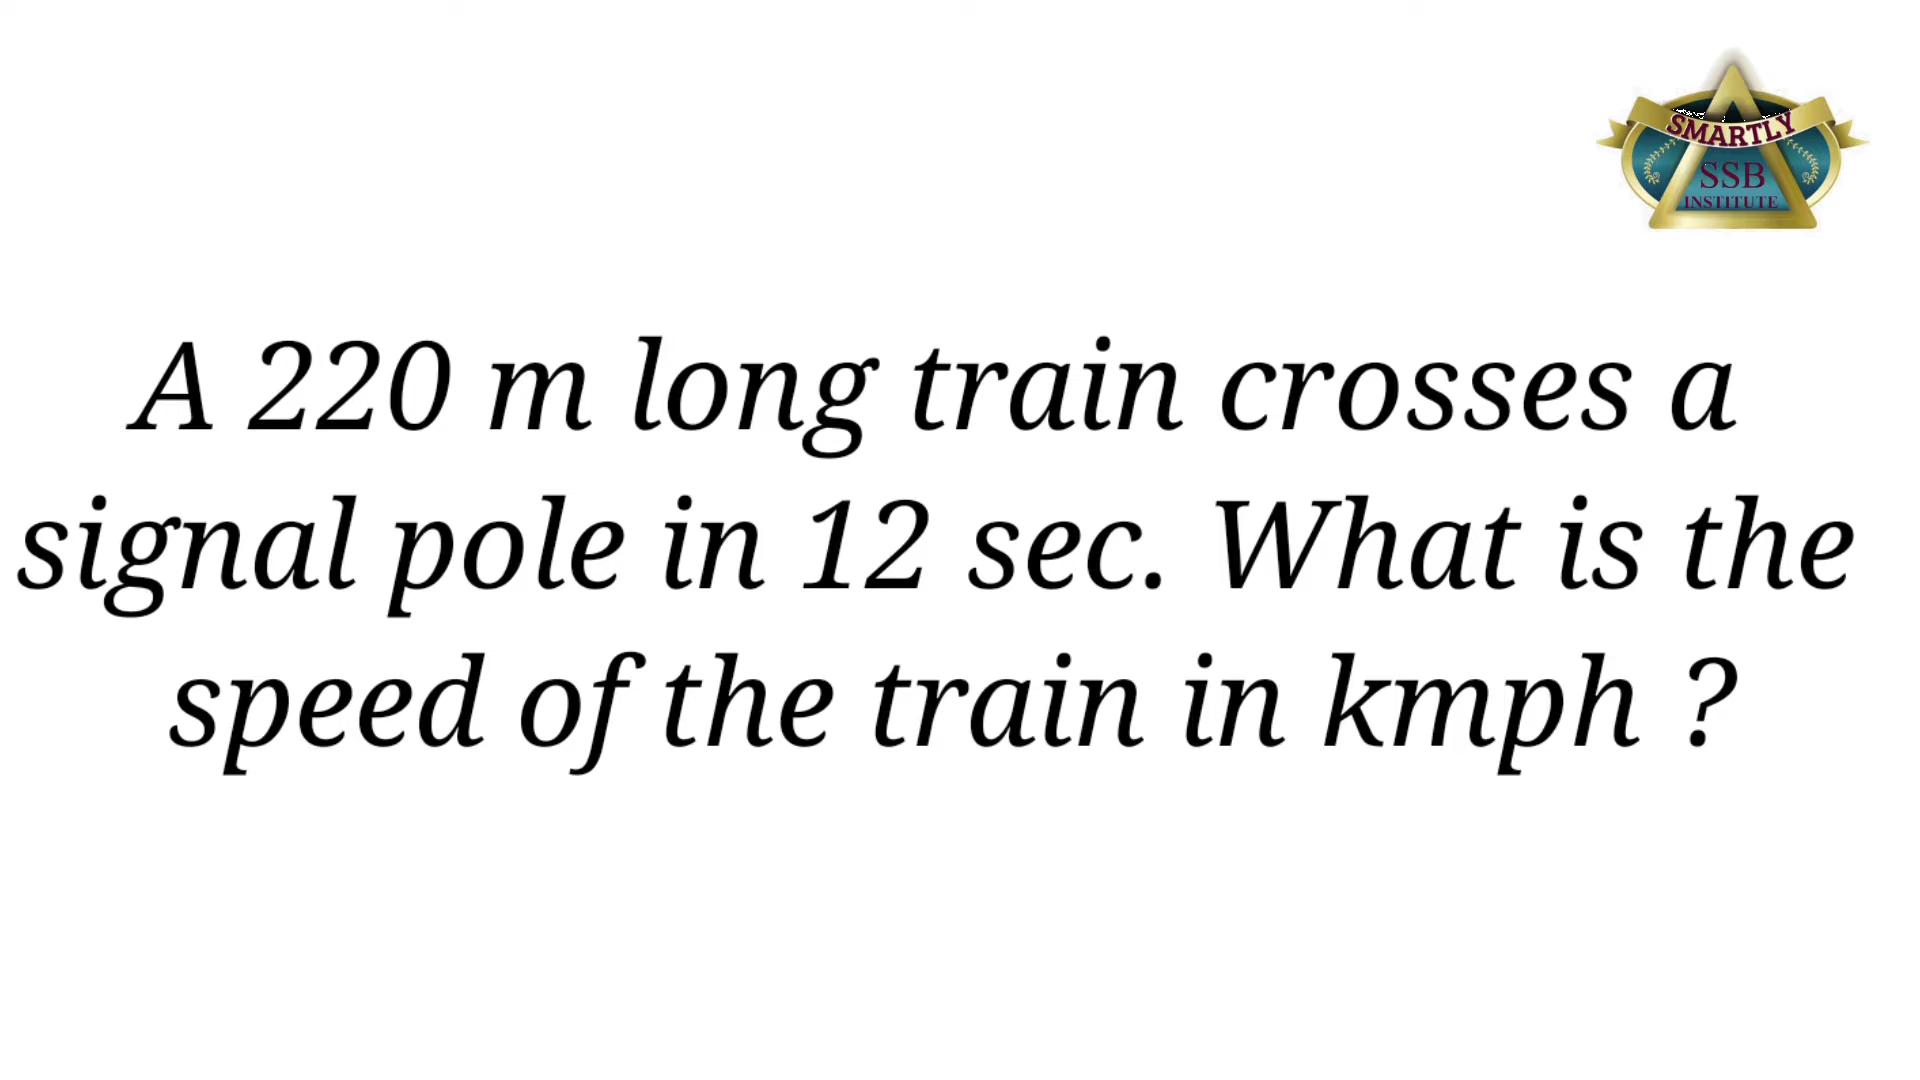 SMARTLY
SSB
INSTITUTE
A 220 m long train crosses a
signal pole in 12 sec. What is the
speed of the train in kmph ?